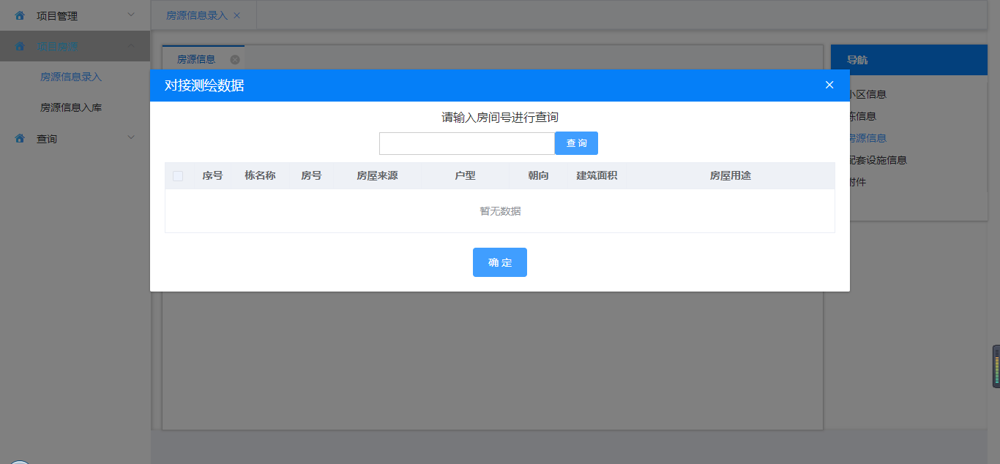 项目管理
项目房源
房源信息录入
房源信息入库
查询
房源信息录入
房源信息
导航
小区信息
栋信息
房源信息
配套设施信息
附件
对接测绘数据
请输入房间号进行查询
查 询
序号 栋名称 房号 房屋来源 户型 朝向 建筑面积 房屋用途
暂无数据
确 定